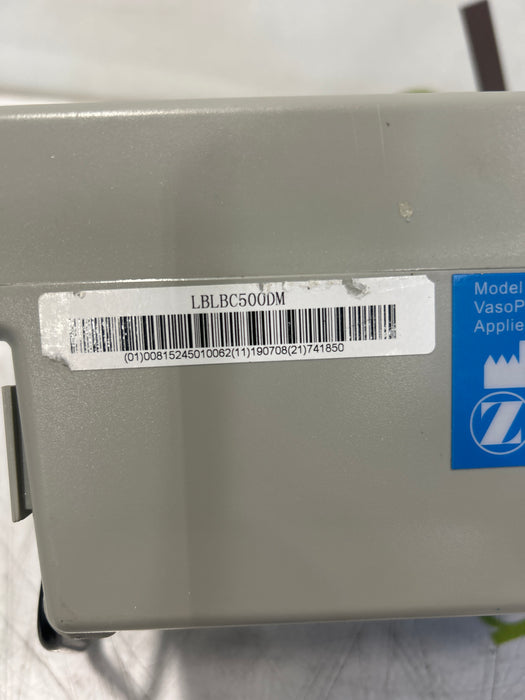 LBLBC500DM
(01)00815245010062(11)190708(21)741850
Model
VasoP
Applie
Z